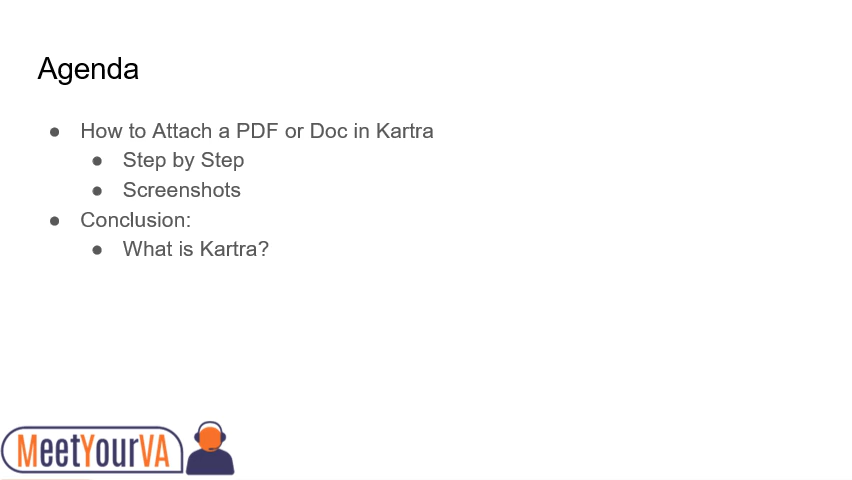 Agenda
● How to Attach a PDF or Doc in Kartra
● Step by Step
● Screenshots
● Conclusion:
● What is Kartra?
MeetYourVA